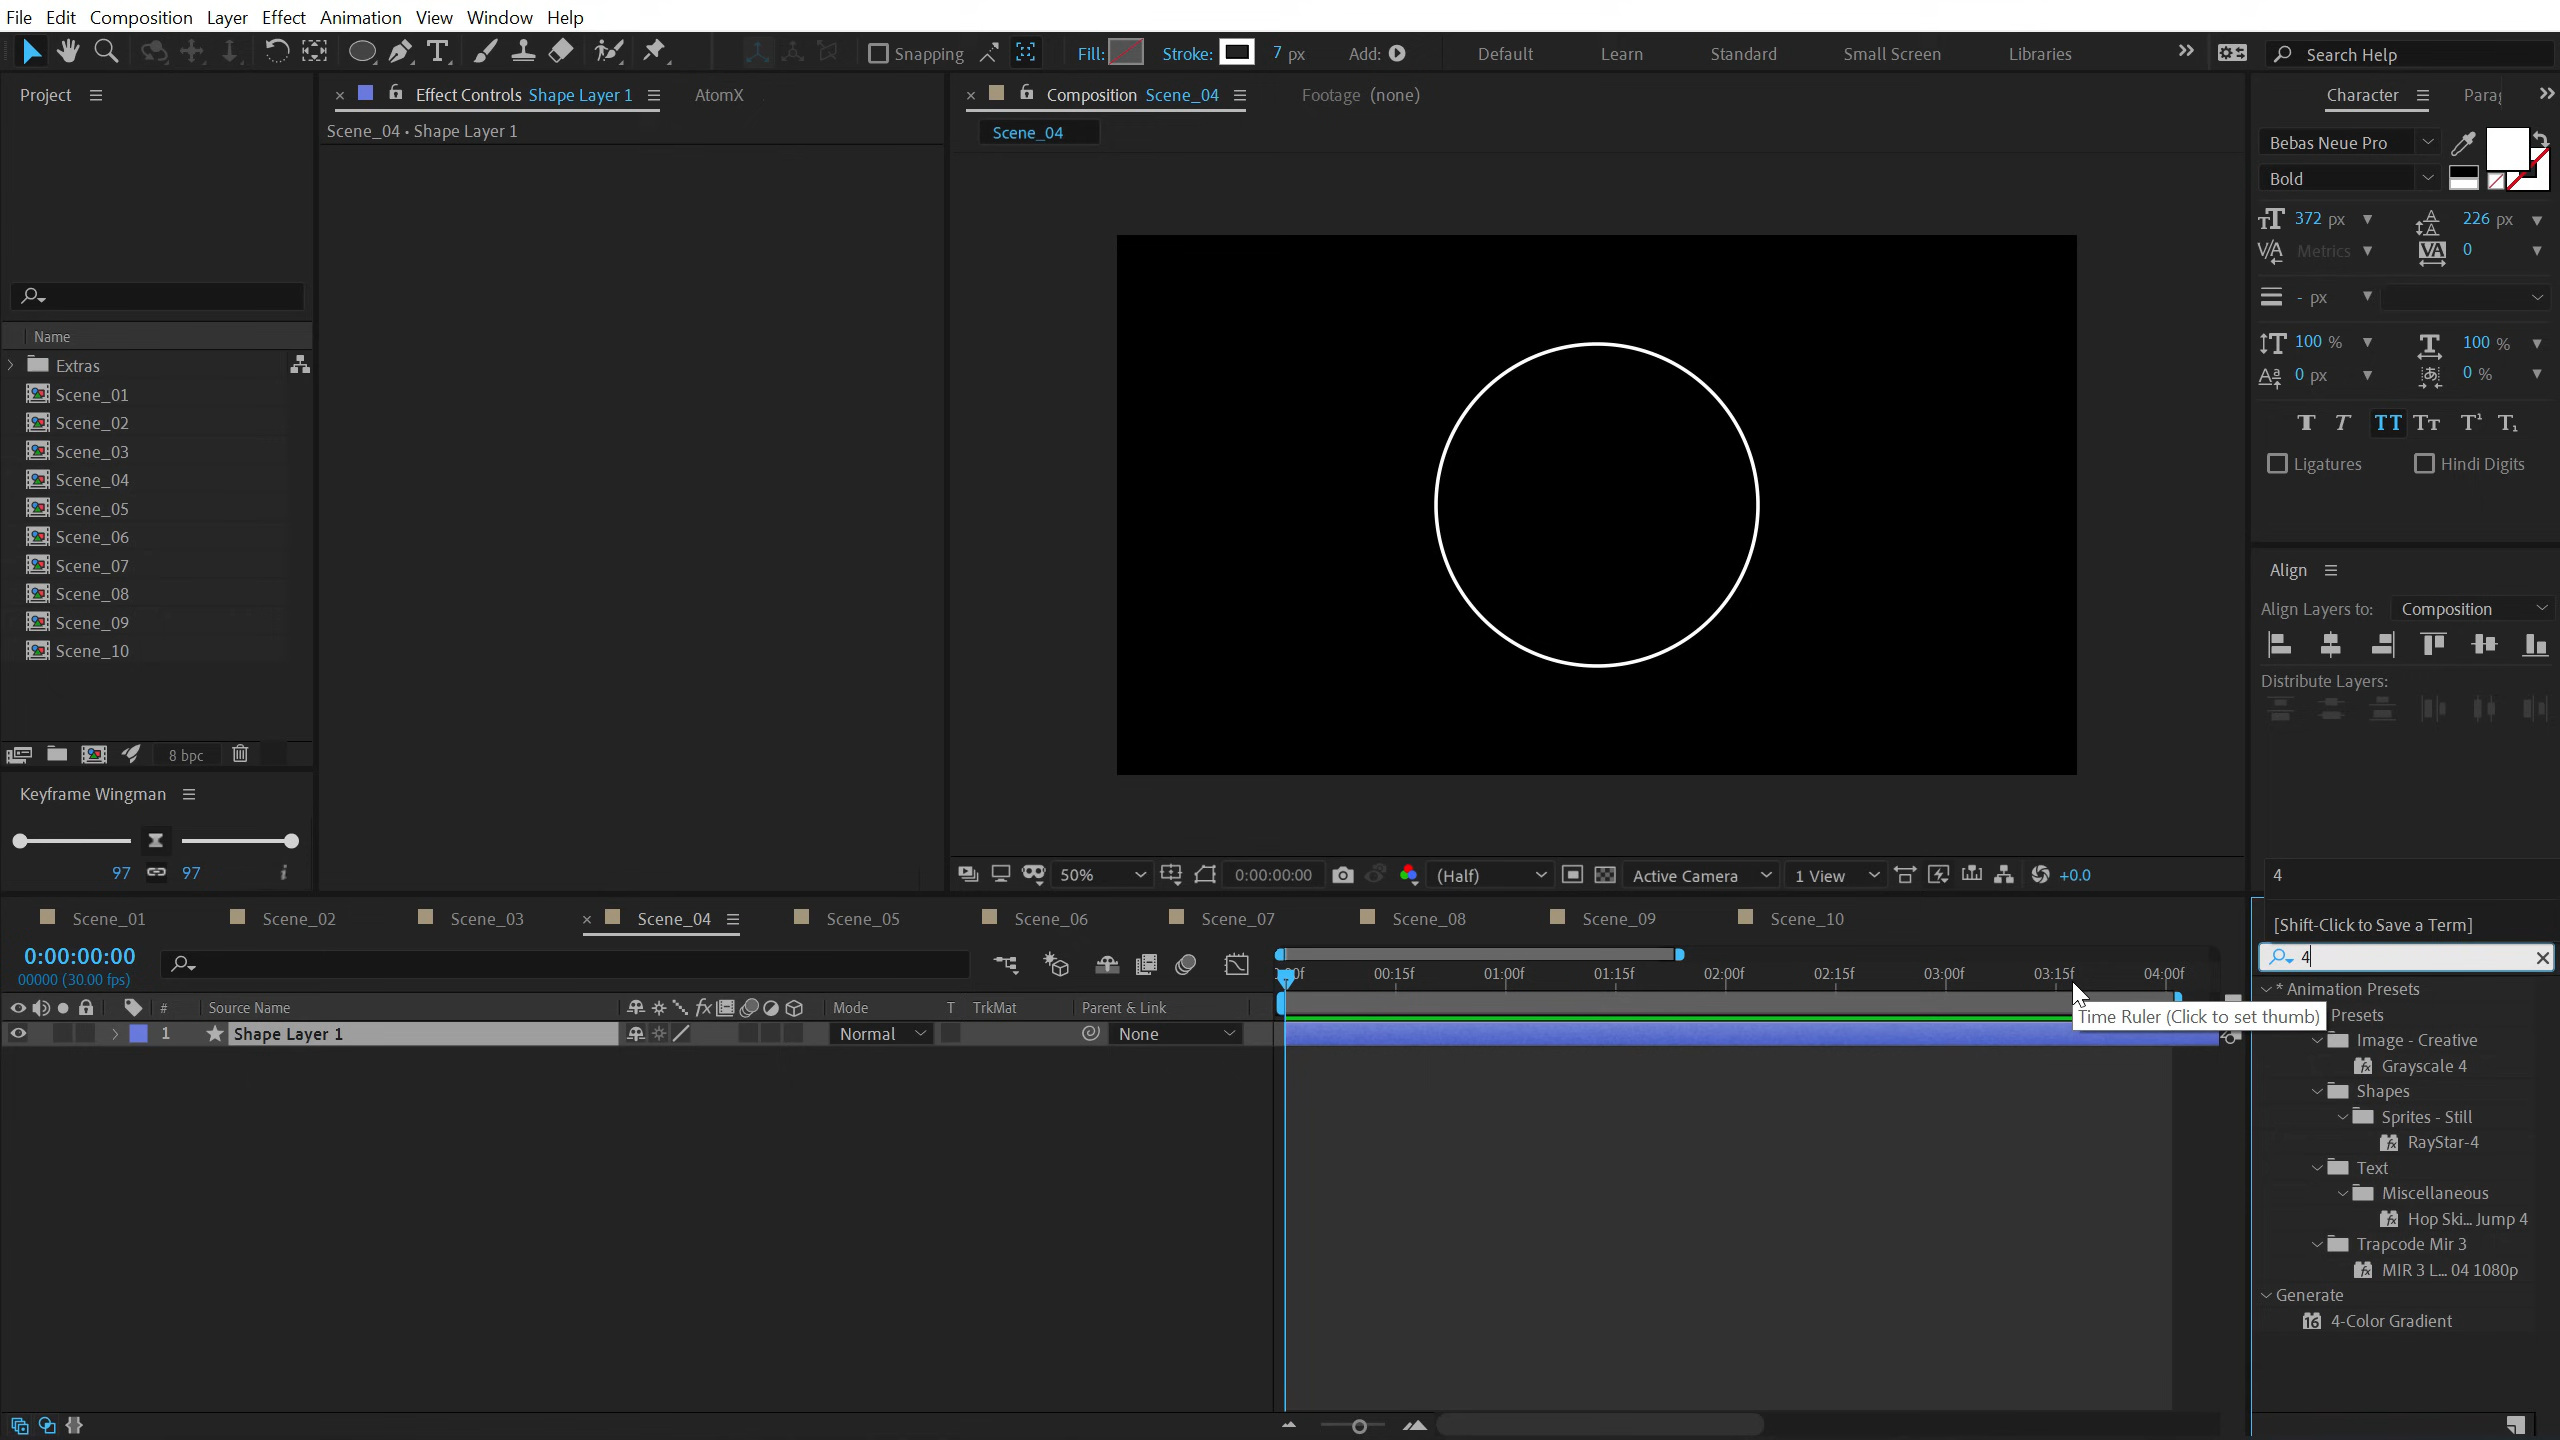 File Edit Composition Layer Effect Animation View Window Help
Snapping Fill: Stroke: 7 px Add: Default Learn Standard Small Screen Libraries Search Help
Project Effect Controls Shape Layer 1 AtomX Composition Scene_04 Footage (none) Character
Scene_04 • Shape Layer 1 Scene_04
Bebas Neue Pro
Bold
372 px 226 px
Metrics 0
- px
100 % 100 %
0 px 0 %
Ligatures Hindi Digits
Name
Extras
Scene_01
Scene_02
Scene_03
Scene_04
Scene_05
Scene_06
Scene_07
Scene_08
Scene_09
Scene_10
8 bpc
Keyframe Wingman
97 97
Align
Align Layers to: Composition
Distribute Layers:
50% 0:00:00:00 (Half) Active Camera 1 View +0.0
Scene_01 Scene_02 Scene_03 Scene_04 Scene_05 Scene_06 Scene_07 Scene_08 Scene_09 Scene_10
0:00:00:00
00000 (30.00 fps)
00:15f 01:00f 01:15f 02:00f 02:15f 03:00f 03:15f 04:00f
# Source Name Mode T TrkMat Parent & Link
1 Shape Layer 1 Normal None
Time Ruler (Click to set thumb)
4
[Shift-Click to Save a Term]
4
* Animation Presets
Presets
Image - Creative
Grayscale 4
Shapes
Sprites - Still
RayStar-4
Text
Miscellaneous
Hop Ski... Jump 4
Trapcode Mir 3
MIR 3 L... 04 1080p
Generate
4-Color Gradient